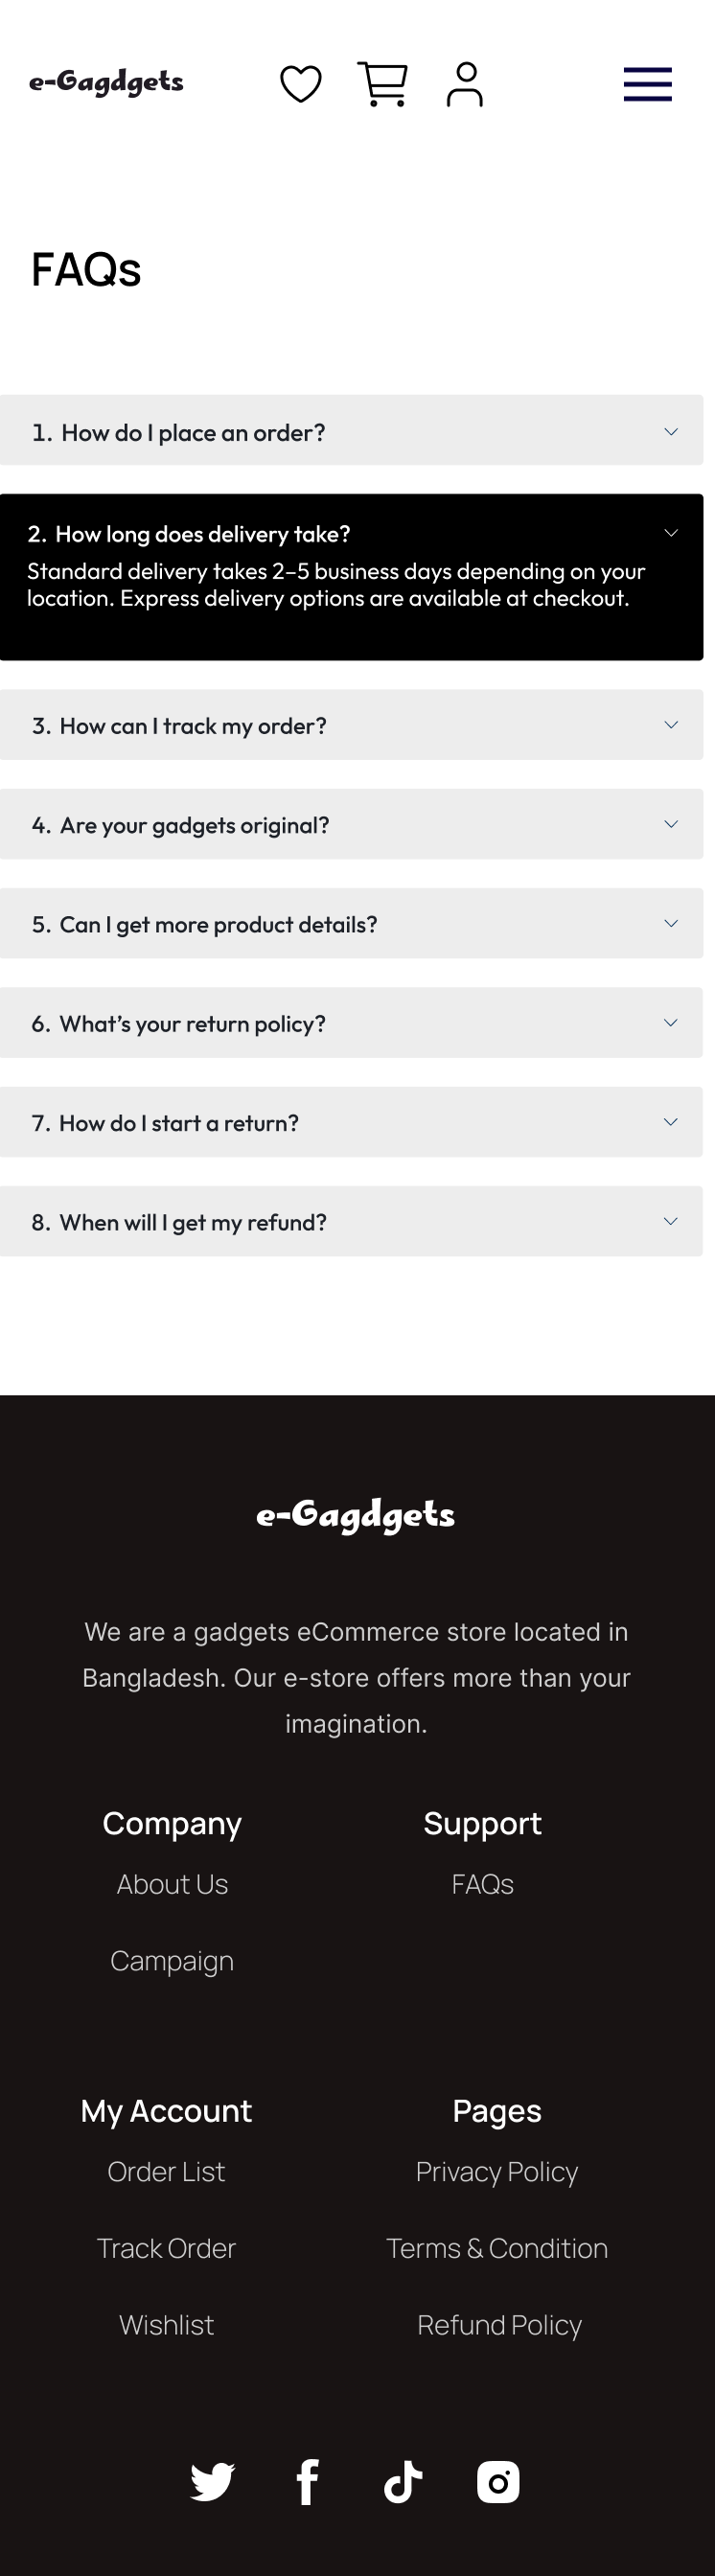 e-Gagdgets
FAQs
1. How do I place an order?
2. How long does delivery take?
Standard delivery takes 2–5 business days depending on your
location. Express delivery options are available at checkout.
3. How can I track my order?
4. Are your gadgets original?
5. Can I get more product details?
6. What’s your return policy?
7. How do I start a return?
8. When will I get my refund?
e-Gagdgets
We are a gadgets eCommerce store located in
Bangladesh. Our e-store offers more than your
imagination.
Company
About Us
Campaign
Support
FAQs
My Account
Order List
Track Order
Wishlist
Pages
Privacy Policy
Terms & Condition
Refund Policy